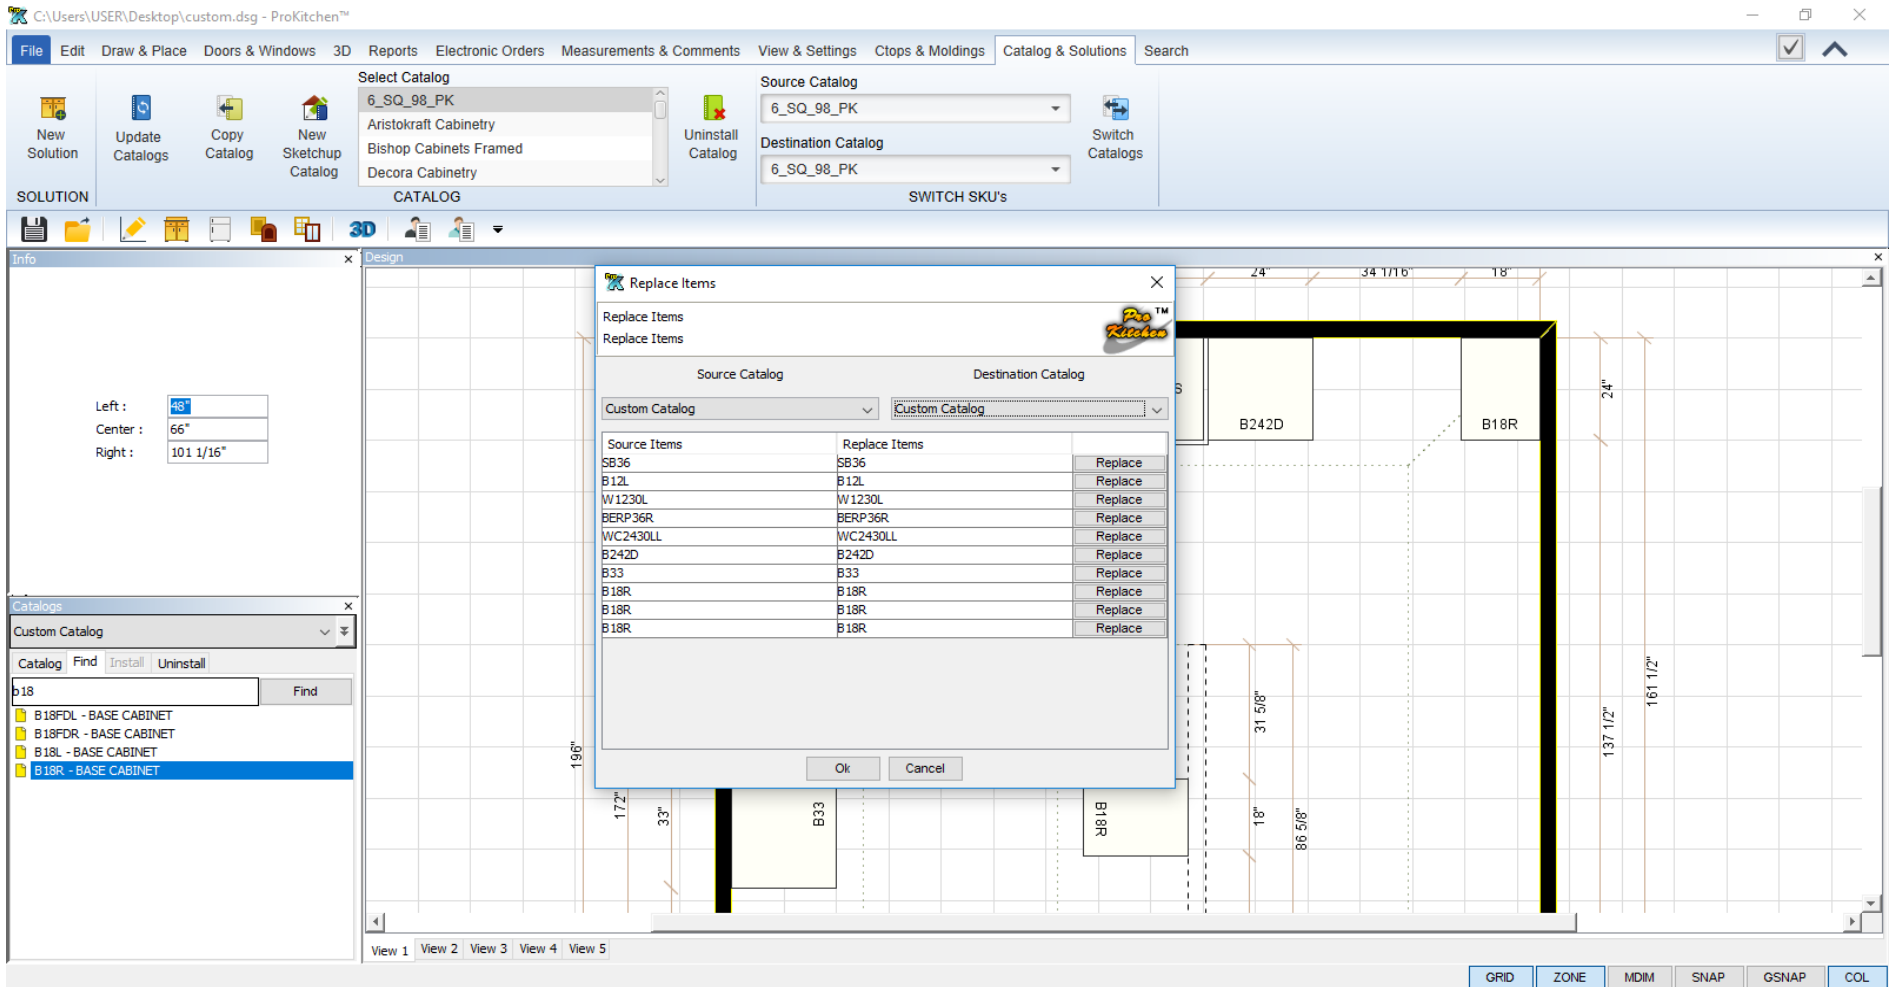 C:\Users\USER\Desktop\custom.dsg - ProKitchen™
File Edit Draw & Place Doors & Windows 3D Reports Electronic Orders Measurements & Comments View & Settings Ctops & Moldings Catalog & Solutions Search
New Solution
Update Catalogs
Copy Catalog
New Sketchup Catalog
Select Catalog
6_SQ_98_PK
Aristokraft Cabinetry
Bishop Cabinets Framed
Decora Cabinetry
Uninstall Catalog
Source Catalog
6_SQ_98_PK
Destination Catalog
6_SQ_98_PK
Switch Catalogs
SOLUTION CATALOG SWITCH SKU's
3D
Info
Left : 48"
Center : 66"
Right : 101 1/16"
Catalogs
Custom Catalog
Catalog Find Install Uninstall
b18 Find
B18FDL - BASE CABINET
B18FDR - BASE CABINET
B18L - BASE CABINET
B18R - BASE CABINET
Design
Replace Items
Replace Items
Replace Items
Pro Kitchen ™
Source Catalog Destination Catalog
Custom Catalog Custom Catalog
Source Items Replace Items
SB36 SB36 Replace
B12L B12L Replace
W1230L W1230L Replace
BERP36R BERP36R Replace
WC2430LL WC2430LL Replace
B242D B242D Replace
B33 B33 Replace
B18R B18R Replace
B18R B18R Replace
B18R B18R Replace
Ok Cancel
24" 34 1/16" 18"
S
B242D
B18R
24"
161 1/2"
137 1/2"
31 5/8"
18"
86 5/8"
196"
172"
33"
B33
B18R
View 1 View 2 View 3 View 4 View 5
GRID ZONE MDIM SNAP GSNAP COL